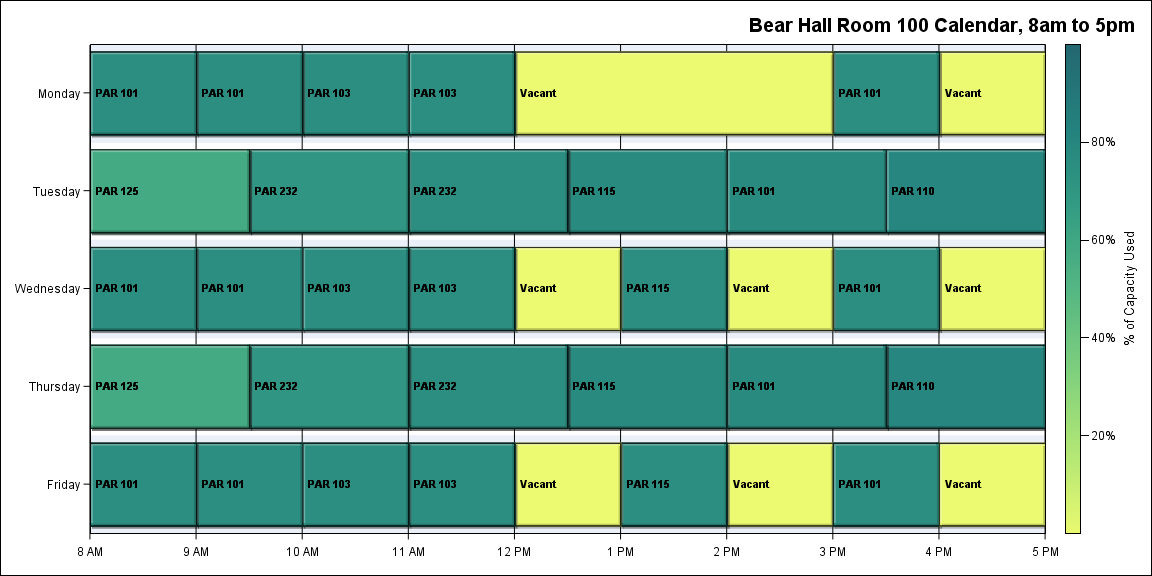 Bear Hall Room 100 Calendar, 8am to 5pm
Monday
PAR 101
PAR 101
PAR 103
PAR 103
Vacant
PAR 101
Vacant
Tuesday
PAR 125
PAR 232
PAR 232
PAR 115
PAR 101
PAR 110
Wednesday
PAR 101
PAR 101
PAR 103
PAR 103
Vacant
PAR 115
Vacant
PAR 101
Vacant
Thursday
PAR 125
PAR 232
PAR 232
PAR 115
PAR 101
PAR 110
Friday
PAR 101
PAR 101
PAR 103
PAR 103
Vacant
PAR 115
Vacant
PAR 101
Vacant
8 AM
9 AM
10 AM
11 AM
12 PM
1 PM
2 PM
3 PM
4 PM
5 PM
80%
60%
40%
20%
% of Capacity Used